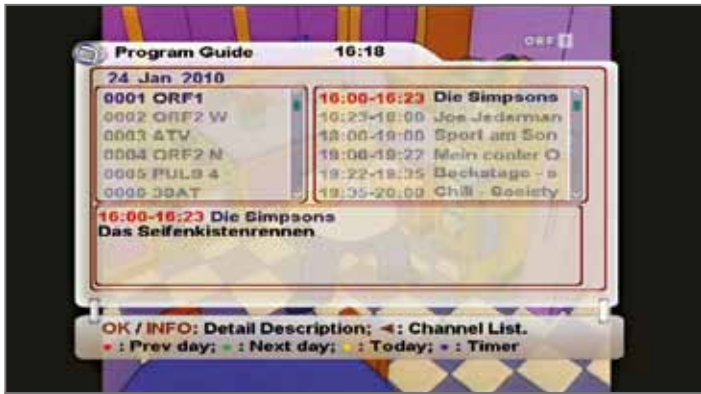 ORF 1
Program Guide 16:18
24 Jan 2010
0001 ORF1
0002 ORF2 W
0003 ATV
0004 ORF2 N
0005 PULS 4
0006 3SAT
16:00-16:23 Die Simpsons
16:23-18:00 Joe Jederman
18:00-19:00 Sport am Son
19:00-19:22 Mein cooler O
19:22-19:35 Backstage - s
19:35-20:00 Chili - Society
16:00-16:23 Die Simpsons
Das Seifenkistenrennen
OK / INFO: Detail Description; ◄: Channel List.
● : Prev day; ● : Next day; ● : Today; ● : Timer